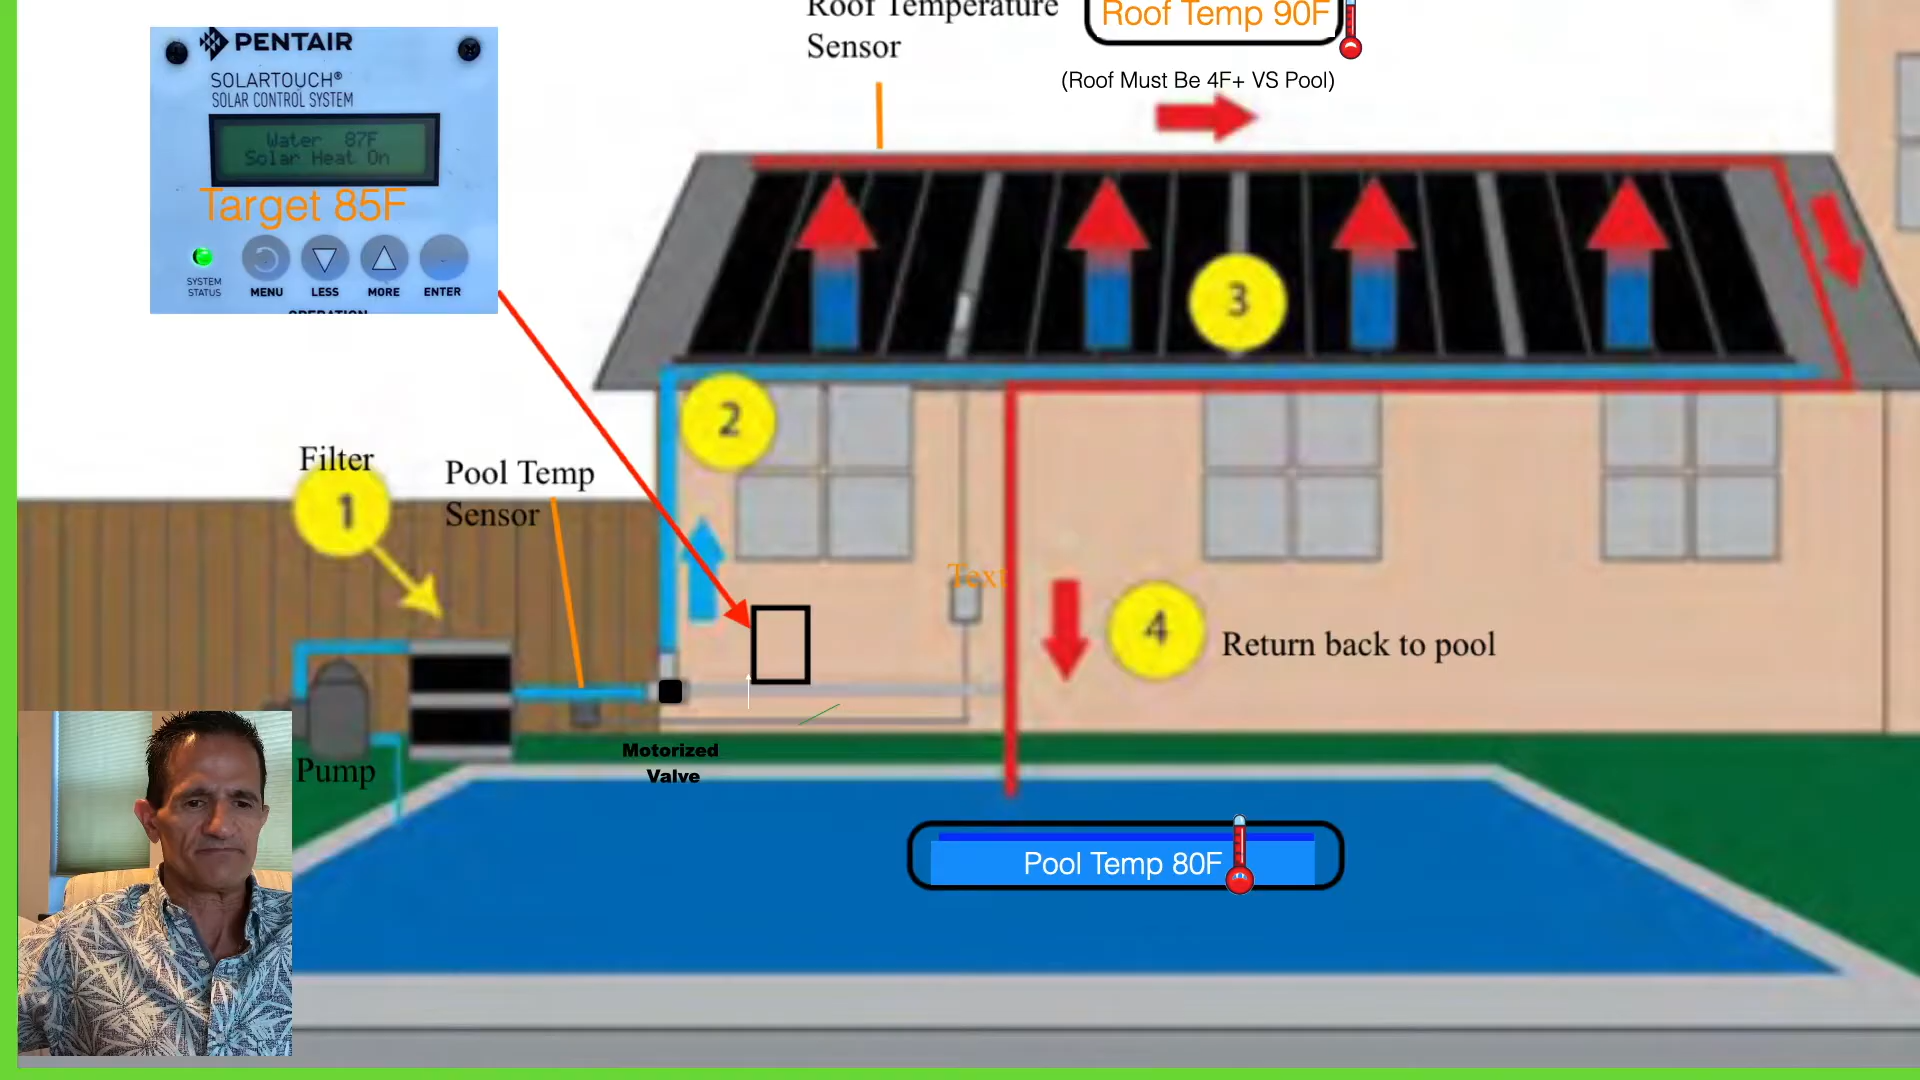 Roof Temperature
Sensor
Roof Temp 90F
(Roof Must Be 4F+ VS Pool)
PENTAIR
SOLARTOUCH®
SOLAR CONTROL SYSTEM
Water 87F
Solar Heat On
Target 85F
SYSTEM
STATUS
MENU
LESS
MORE
ENTER
OPERATION
3
2
Filter
1
Pool Temp
Sensor
Text
4
Return back to pool
Motorized
Valve
Pump
Pool Temp 80F